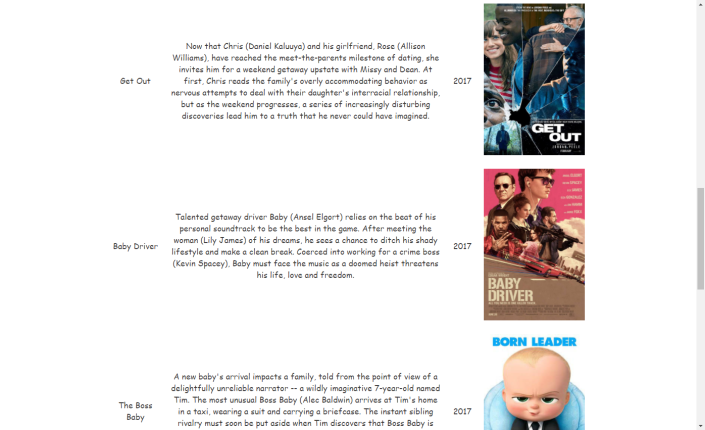 Get Out
Now that Chris (Daniel Kaluuya) and his girlfriend, Rose (Allison
Williams), have reached the meet-the-parents milestone of dating, she
invites him for a weekend getaway upstate with Missy and Dean. At
first, Chris reads the family's overly accommodating behavior as
nervous attempts to deal with their daughter's interracial relationship,
but as the weekend progresses, a series of increasingly disturbing
discoveries lead him to a truth that he never could have imagined.
2017
GET
OUT
Baby Driver
Talented getaway driver Baby (Ansel Elgort) relies on the beat of his
personal soundtrack to be the best in the game. After meeting the
woman (Lily James) of his dreams, he sees a chance to ditch his shady
lifestyle and make a clean break. Coerced into working for a crime boss
(Kevin Spacey), Baby must face the music as a doomed heist threatens
his life, love and freedom.
2017
BABY
DRIVER
The Boss
Baby
A new baby's arrival impacts a family, told from the point of view of a
delightfully unreliable narrator -- a wildly imaginative 7-year-old named
Tim. The most unusual Boss Baby (Alec Baldwin) arrives at Tim's home
in a taxi, wearing a suit and carrying a briefcase. The instant sibling
rivalry must soon be put aside when Tim discovers that Boss Baby is
2017
BORN LEADER